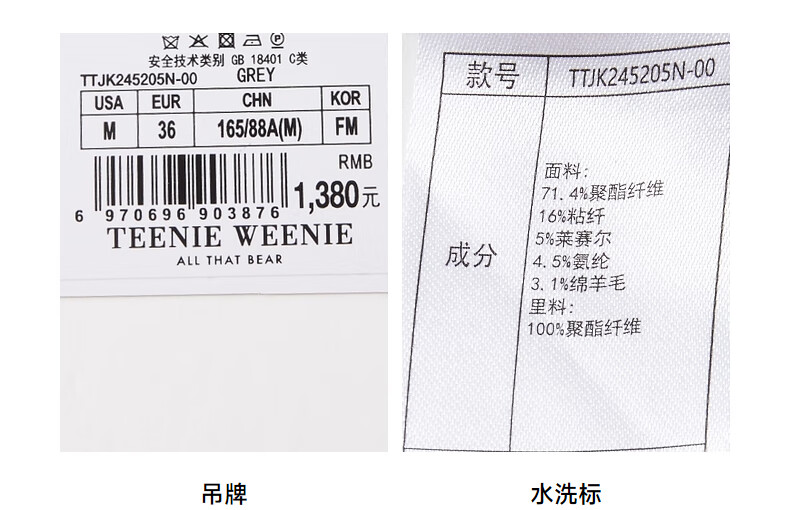 安全技术类别 GB 18401 C类
TTJK245205N-00 GREY
USA EUR CHN KOR
M 36 165/88A(M) FM
RMB
1,380元
6 970696 903876
TEENIE WEENIE
ALL THAT BEAR
款号 TTJK245205N-00
成分
面料:
71.4%聚酯纤维
16%粘纤
5%莱赛尔
4.5%氨纶
3.1%绵羊毛
里料:
100%聚酯纤维
吊牌
水洗标